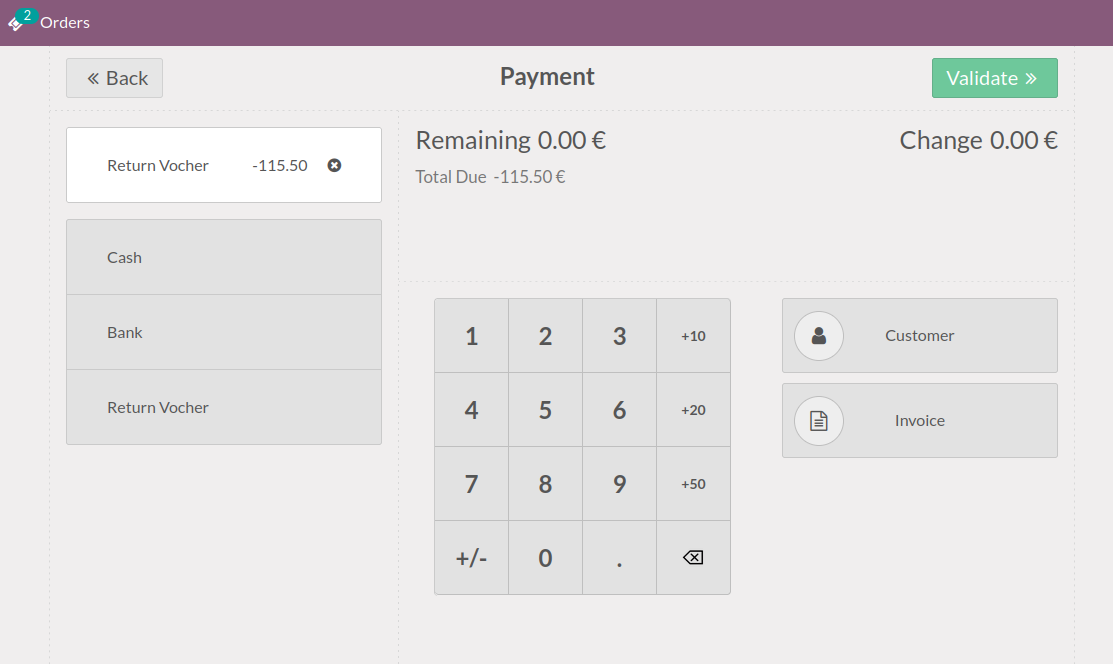 2
Orders
« Back
Payment
Validate »
Return Vocher -115.50
Remaining 0.00 €
Change 0.00 €
Total Due -115.50 €
Cash
Bank
Return Vocher
1 2 3 +10
4 5 6 +20
7 8 9 +50
+/- 0 .
Customer
Invoice